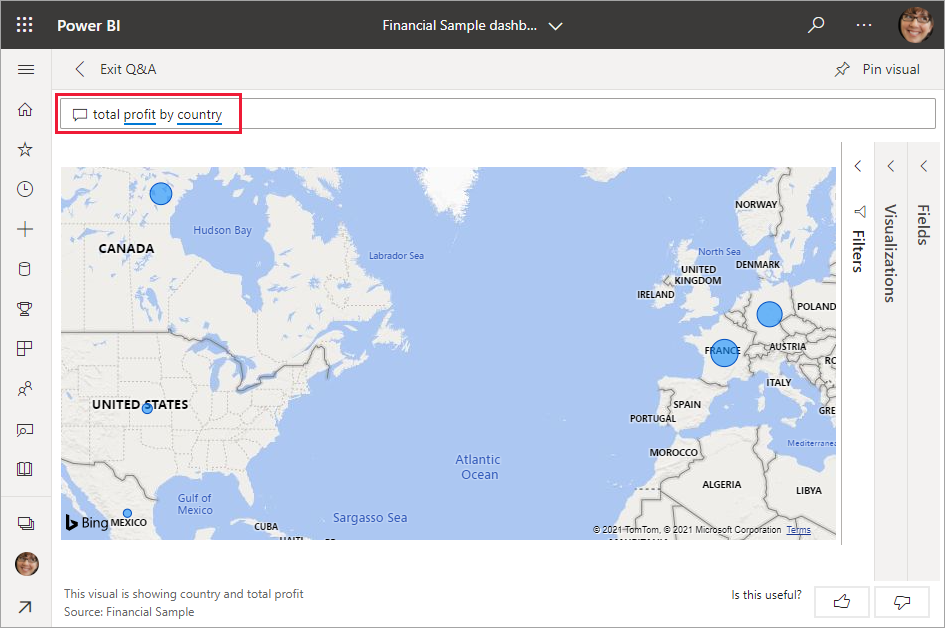 Power BI
Financial Sample dashb...
Exit Q&A
Pin visual
total profit by country
NORWAY
Hudson Bay
CANADA
Labrador Sea
North Sea
UNITED
KINGDOM
DENMARK
IRELAND
POLAND
FRANCE
AUSTRIA
RO
ITALY
UNITED STATES
SPAIN
GRE
PORTUGAL
Mediterranea
MOROCCO
Atlantic
Ocean
ALGERIA
LIBYA
Gulf of
Mexico
Sargasso Sea
Bing
MEXICO
CUBA
HAITI
© 2021 TomTom, © 2021 Microsoft Corporation Terms
MAURITANIA
Filters
Visualizations
Fields
This visual is showing country and total profit
Source: Financial Sample
Is this useful?